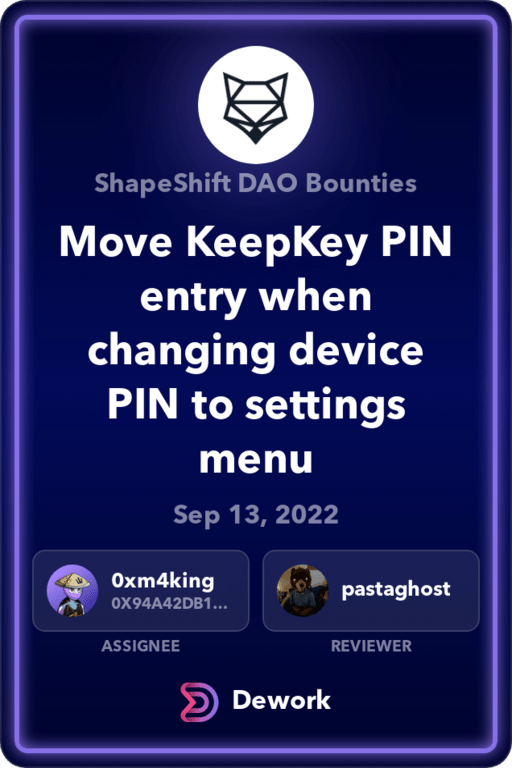 ShapeShift DAO Bounties
Move KeepKey PIN
entry when
changing device
PIN to settings
menu
Sep 13, 2022
0xm4king
0X94A42DB1...
pastaghost
ASSIGNEE
REVIEWER
Dework